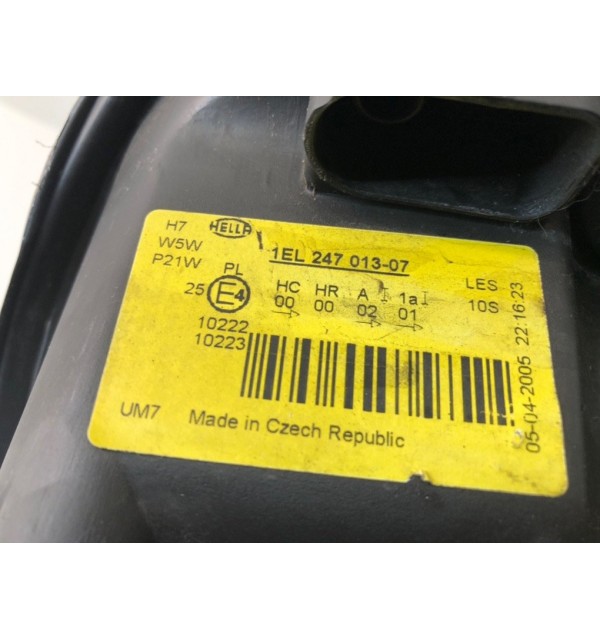 H7 HELLA
W5W 1EL 247 013-07
P21W PL LES
25 E4 HC HR A 1a 10S
00 00 02 01
10222
10223
UM7 Made in Czech Republic
05-04-2005 22:16:23